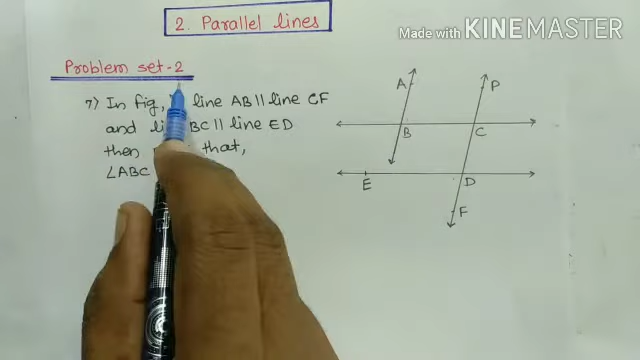 Made with KINEMASTER
2. Parallel lines
Problem set-2
7) In fig, line AB || line CF
and BC || line ED
then that,
∠ABC
A
P
B
C
E
D
F